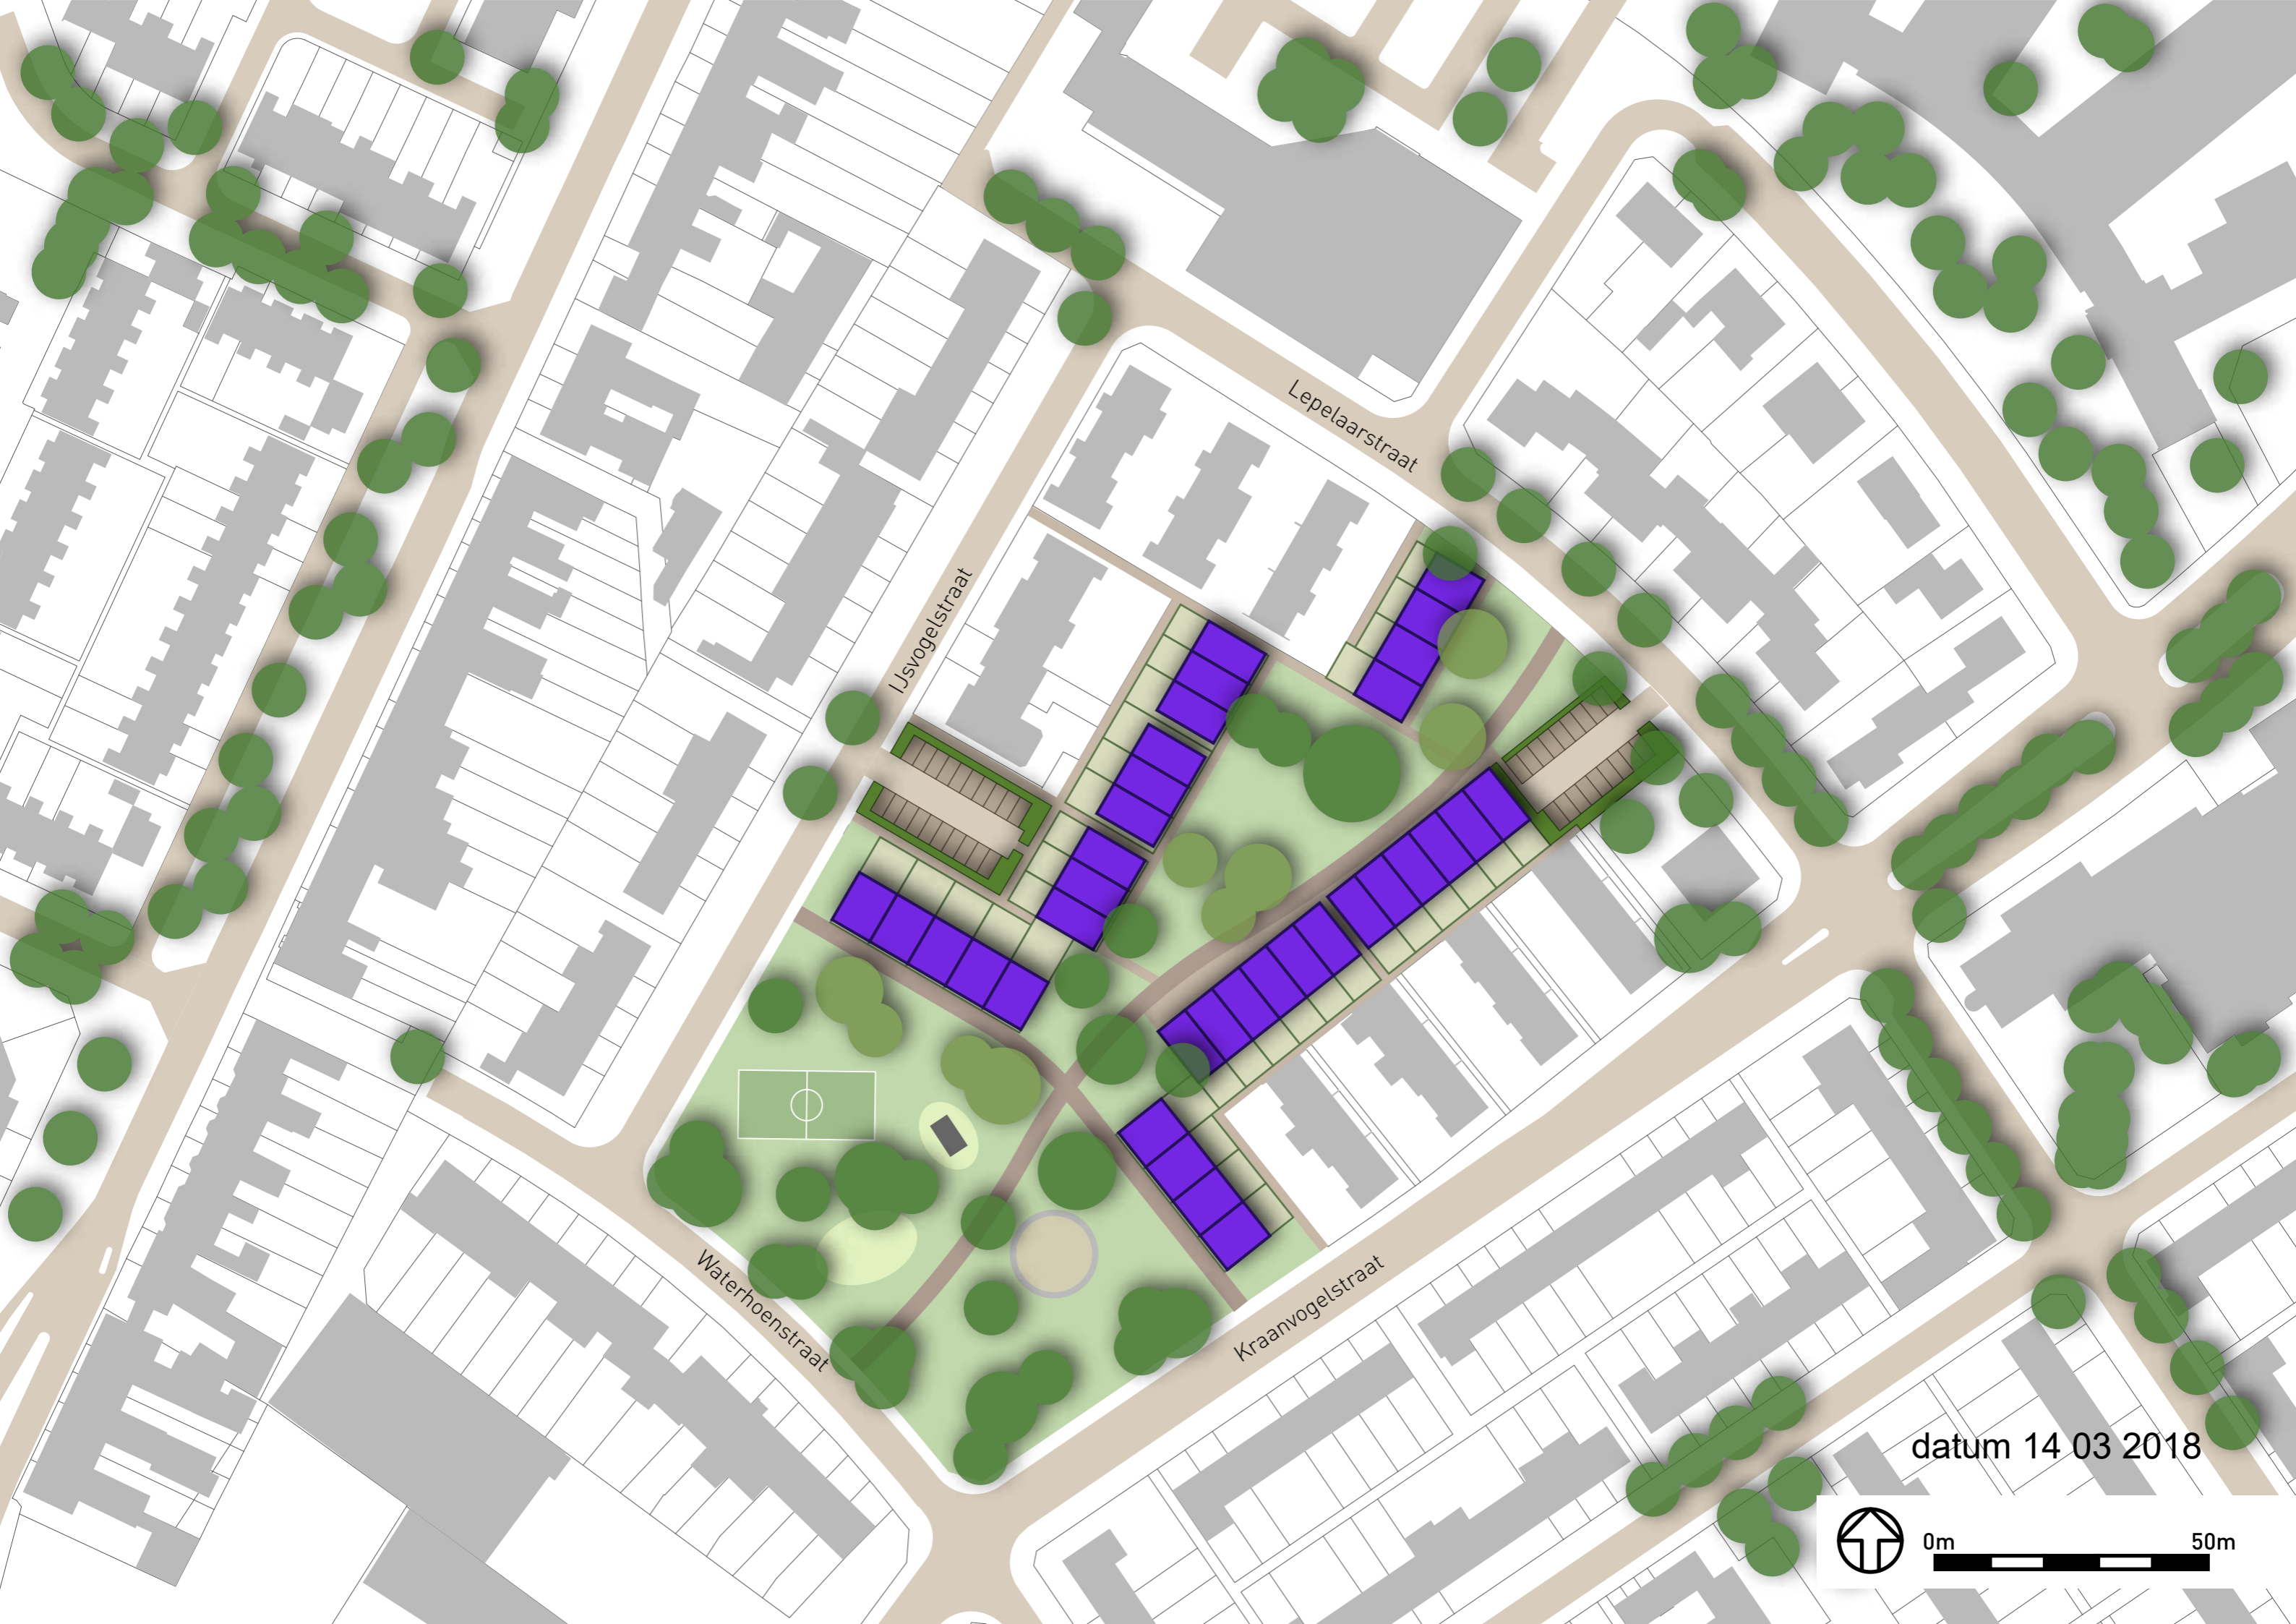 Lepelaarstraat
IJsvogelstraat
Waterhoenstraat
Kraanvogelstraat
datum 14 03 2018
0m 50m